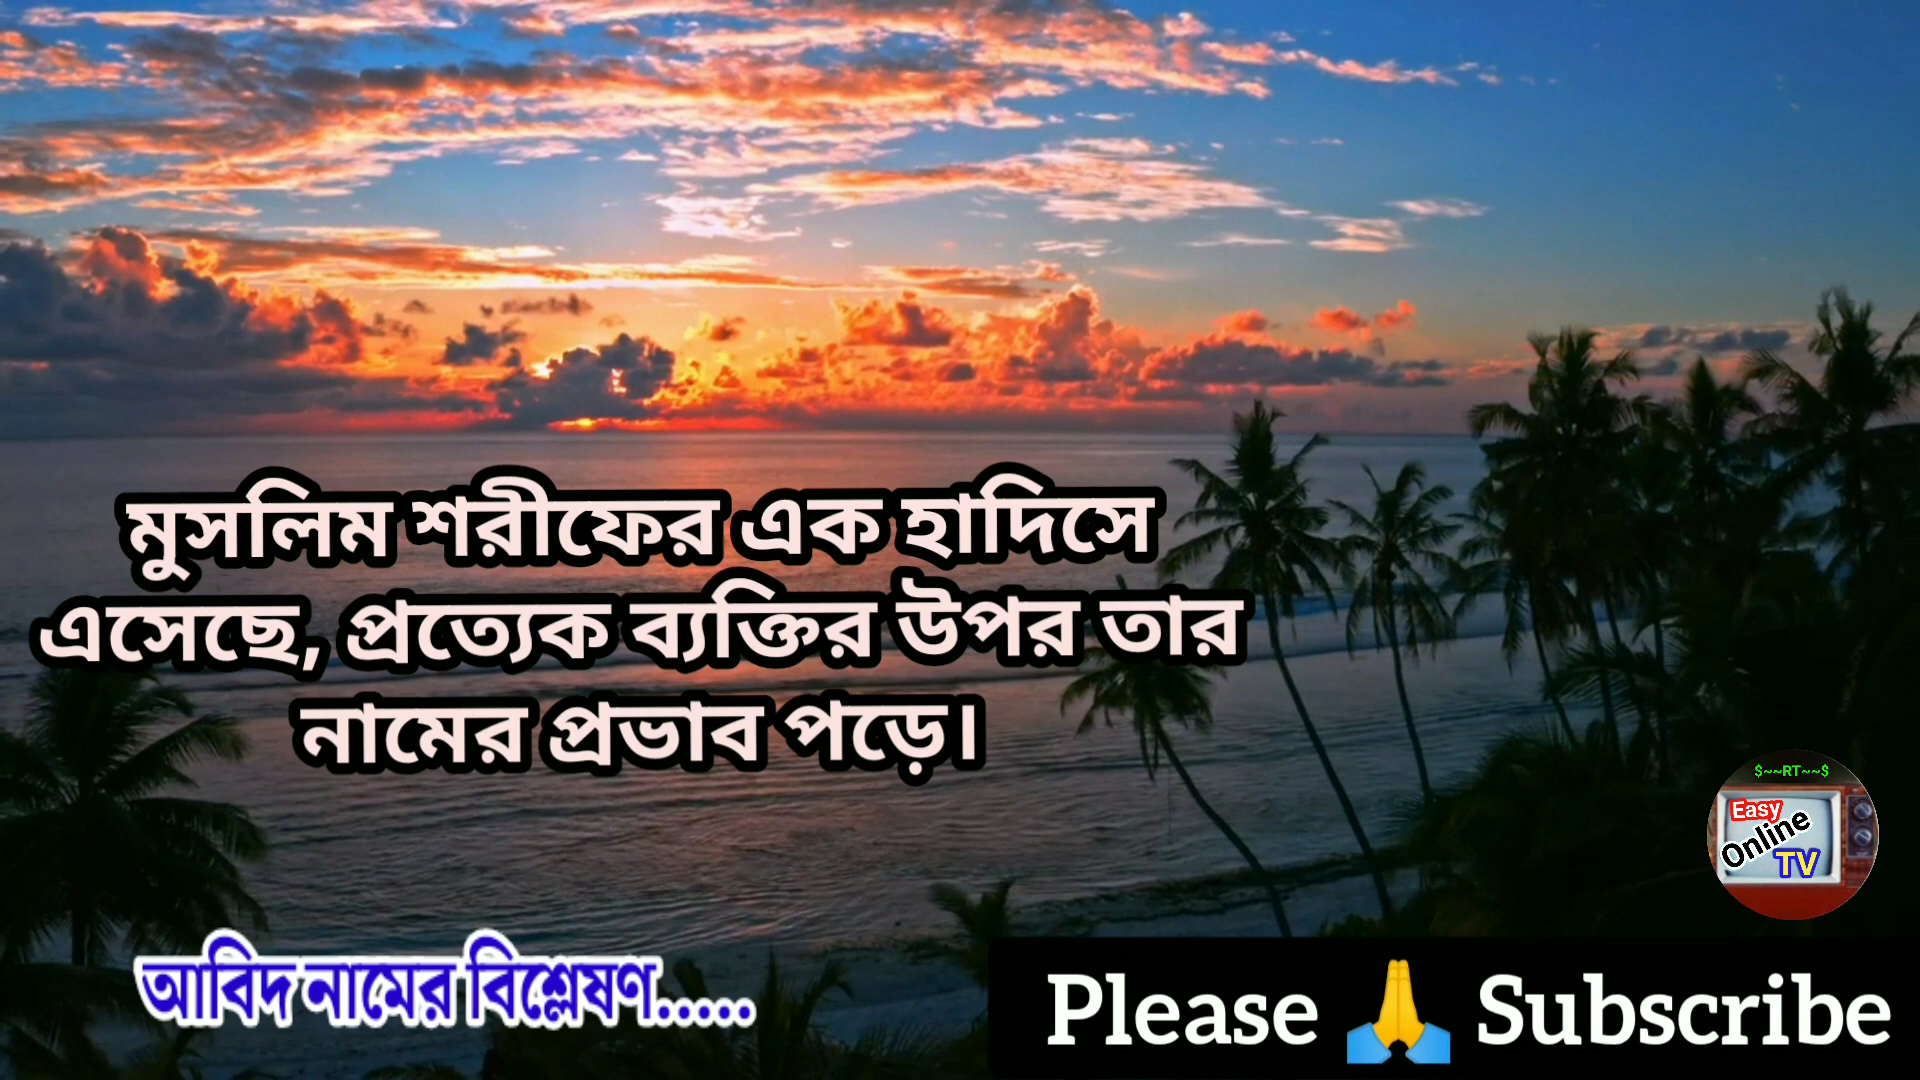 মুসলিম শরীফের এক হাদিসে
এসেছে, প্রত্যেক ব্যক্তির উপর তার
নামের প্রভাব পড়ে।
$~~RT~~$
Easy
Online
TV
আবিদ নামের বিশ্লেষণ.....
Please 🙏 Subscribe